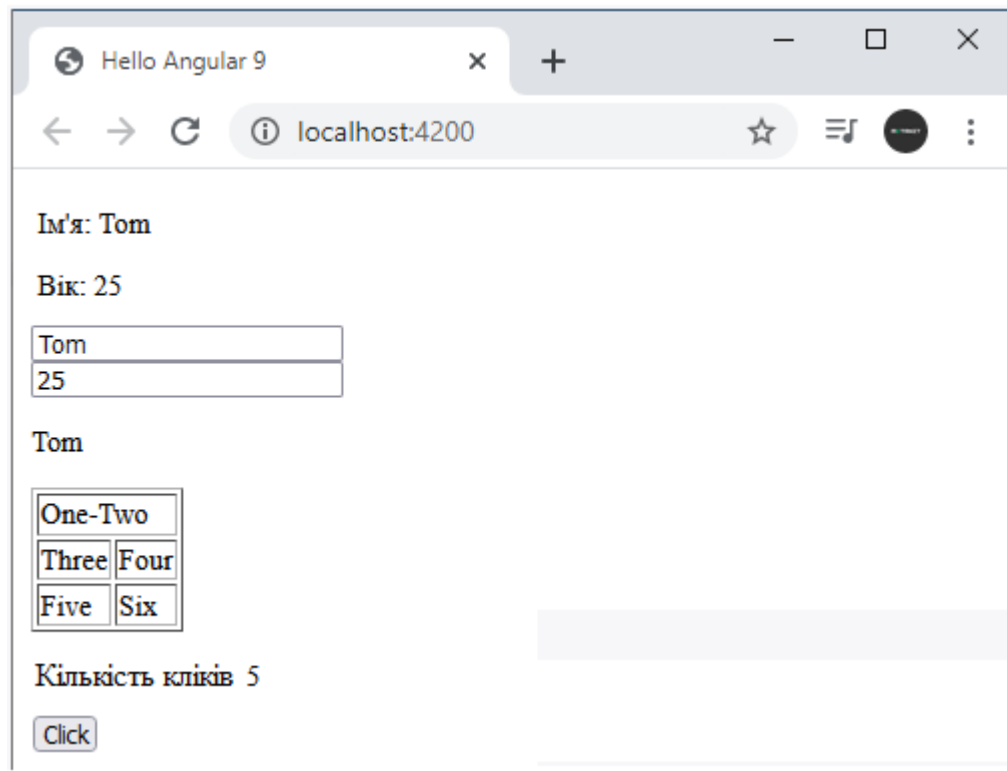 Hello Angular 9
localhost:4200
Ім'я: Tom
Вік: 25
Tom
25
Tom
One-Two
Three Four
Five Six
Кількість кліків 5
Click